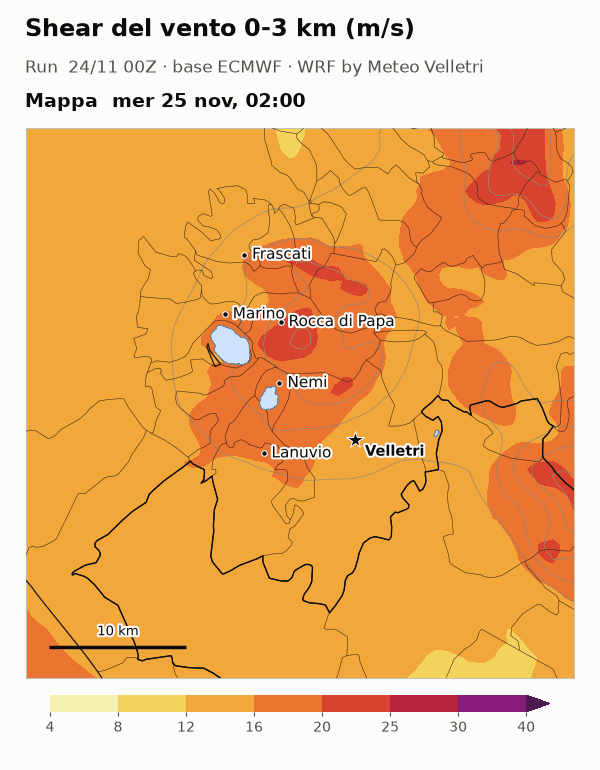 Shear del vento 0-3 km (m/s)
Run  24/11 00Z · base ECMWF · WRF by Meteo Velletri
Mappa  mer 25 nov, 02:00
Frascati
Marino
Rocca di Papa
Nemi
Velletri
Lanuvio
10 km
4 8 12 16 20 25 30 40